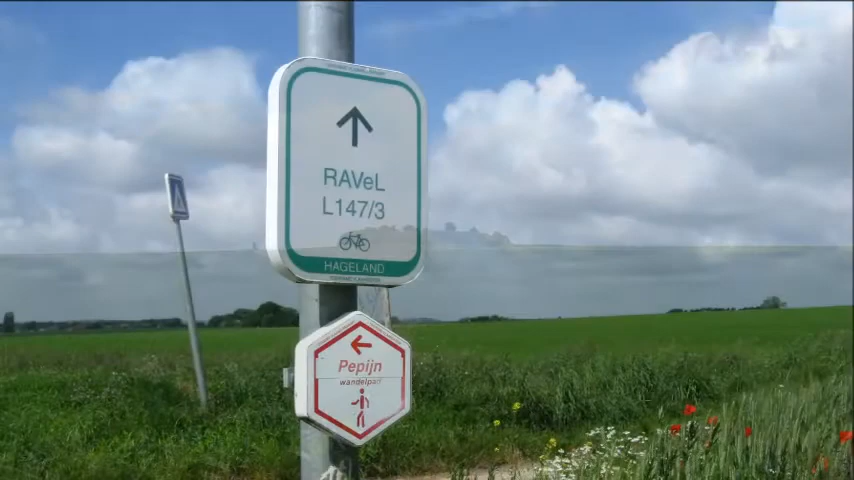 RAVeL
L147/3
HAGELAND
Pepijn
wandelpad